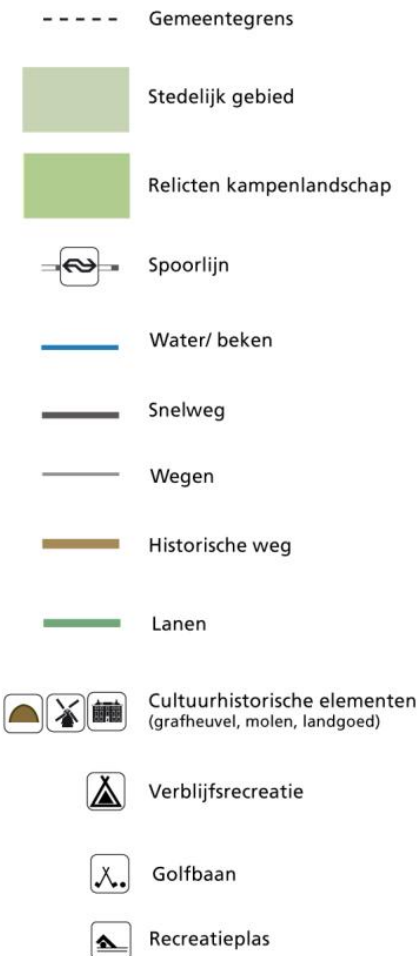 Gemeentegrens
Stedelijk gebied
Relicten kampenlandschap
Spoorlijn
Water/ beken
Snelweg
Wegen
Historische weg
Lanen
Cultuurhistorische elementen
(grafheuvel, molen, landgoed)
Verblijfsrecreatie
Golfbaan
Recreatieplas